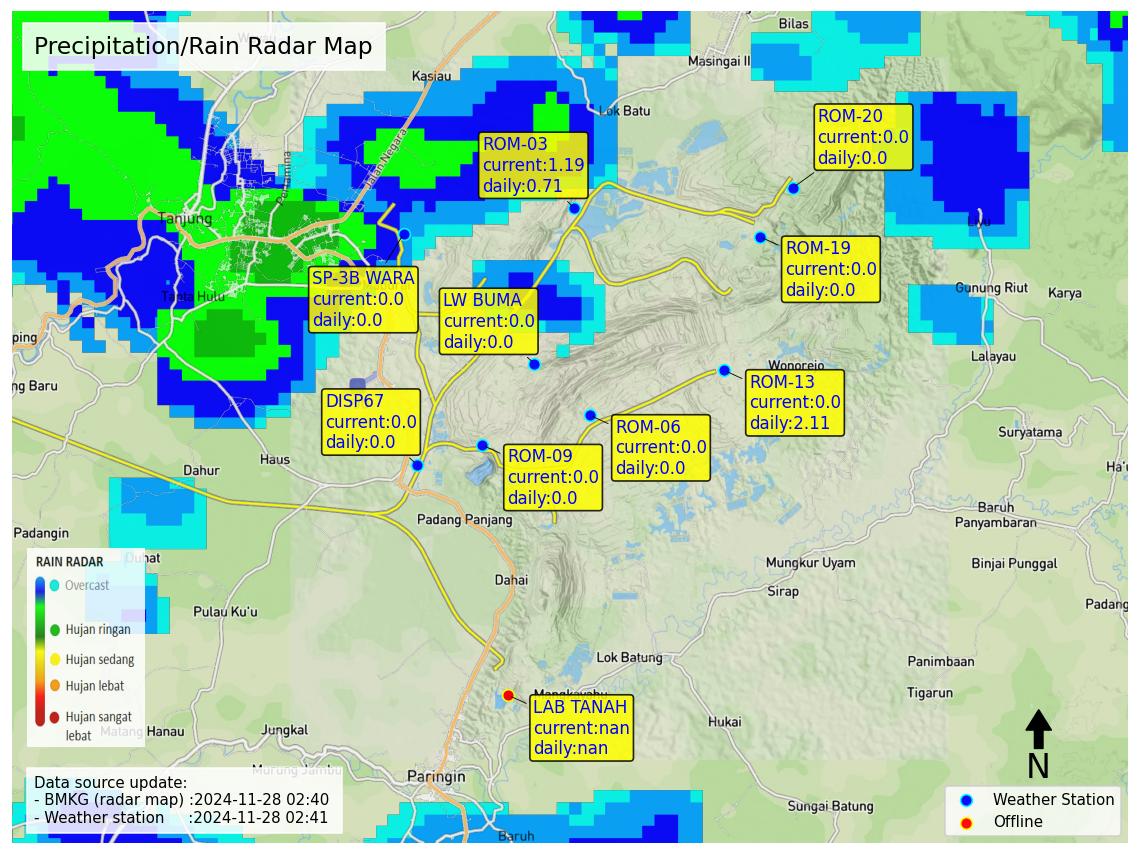 Precipitation/Rain Radar Map
Bilas
Masingai II
Kasiau
Lok Batu
Jalan Negara
Pertamina
Tanjung
Tanta Hulu
ROM-03
current:1.19
daily:0.71
ROM-20
current:0.0
daily:0.0
ROM-19
current:0.0
daily:0.0
SP-3B WARA
current:0.0
daily:0.0
LW BUMA
current:0.0
daily:0.0
Liyu
Gunung Riut
Karya
Lalayau
ping
ng Baru
Wonorejo
ROM-13
current:0.0
daily:2.11
DISP67
current:0.0
daily:0.0
ROM-06
current:0.0
daily:0.0
ROM-09
current:0.0
daily:0.0
Suryatama
Ha'u
Haus
Dahur
Padang Panjang
Baruh
Panyambaran
Padangin
Duhat
Dahai
Mungkur Uyam
Binjai Punggal
Sirap
Padang
Pulau Ku'u
RAIN RADAR
Overcast
Hujan ringan
Hujan sedang
Hujan lebat
Hujan sangat
lebat
Lok Batung
Panimbaan
Tigarun
Mangkayahu
LAB TANAH
current:nan
daily:nan
Hukai
Matang Hanau
Jungkal
Murung Jambu
Paringin
Sungai Batung
Baruh
Data source update:
- BMKG (radar map) :2024-11-28 02:40
- Weather station :2024-11-28 02:41
N
Weather Station
Offline